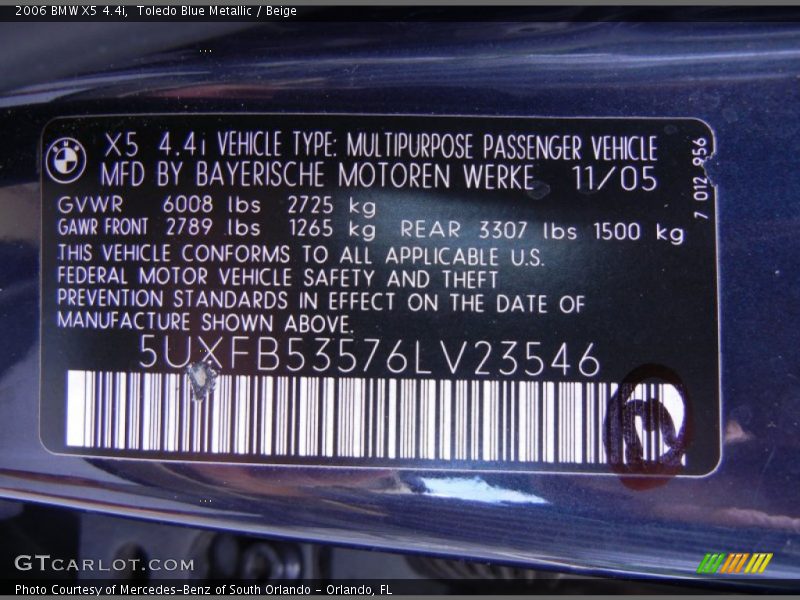 2006 BMW X5 4.4i,  Toledo Blue Metallic / Beige
BMW
X5 4.4i VEHICLE TYPE: MULTIPURPOSE PASSENGER VEHICLE
MFD BY BAYERISCHE MOTOREN WERKE 11/05
7 012 956
GVWR 6008 lbs 2725 kg
GAWR FRONT 2789 lbs 1265 kg REAR 3307 lbs 1500 kg
THIS VEHICLE CONFORMS TO ALL APPLICABLE U.S.
FEDERAL MOTOR VEHICLE SAFETY AND THEFT
PREVENTION STANDARDS IN EFFECT ON THE DATE OF
MANUFACTURE SHOWN ABOVE.
5UXFB53576LV23546
GTCARLOT.COM
Photo Courtesy of Mercedes-Benz of South Orlando - Orlando, FL